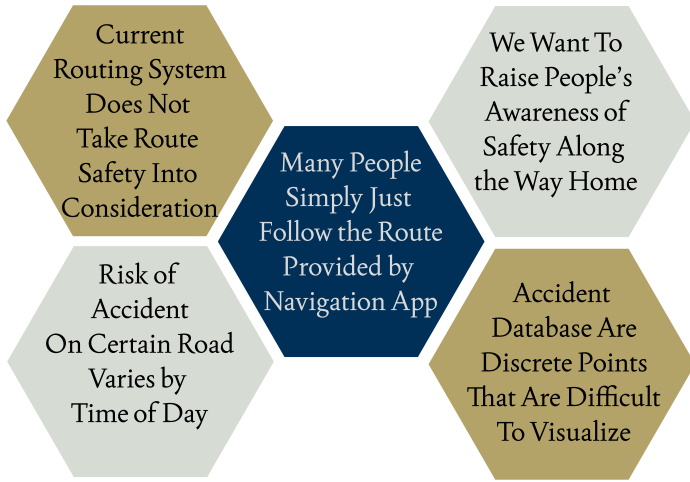 Current
Routing System
Does Not
Take Route
Safety Into
Consideration
We Want To
Raise People's
Awareness of
Safety Along
the Way Home
Many People
Simply Just
Follow the Route
Provided by
Navigation App
Risk of
Accident
On Certain Road
Varies by
Time of Day
Accident
Database Are
Discrete Points
That Are Difficult
To Visualize